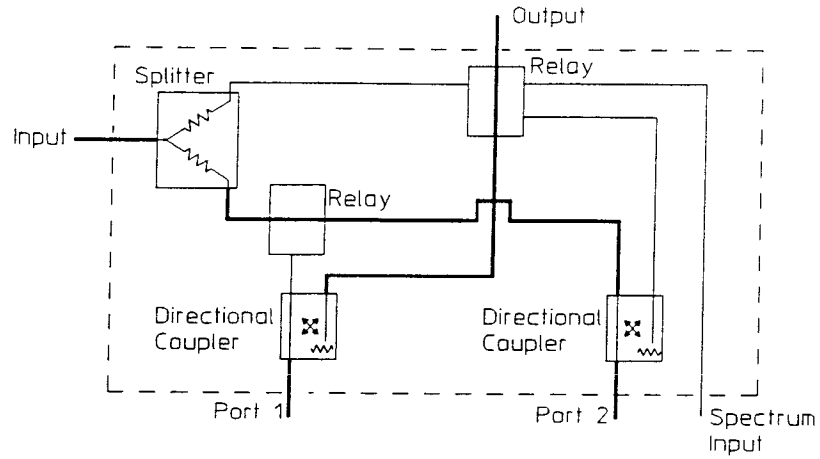 Output
Splitter
Relay
Input
Relay
Directional
Coupler
Directional
Coupler
Port 1
Port 2
Spectrum
Input